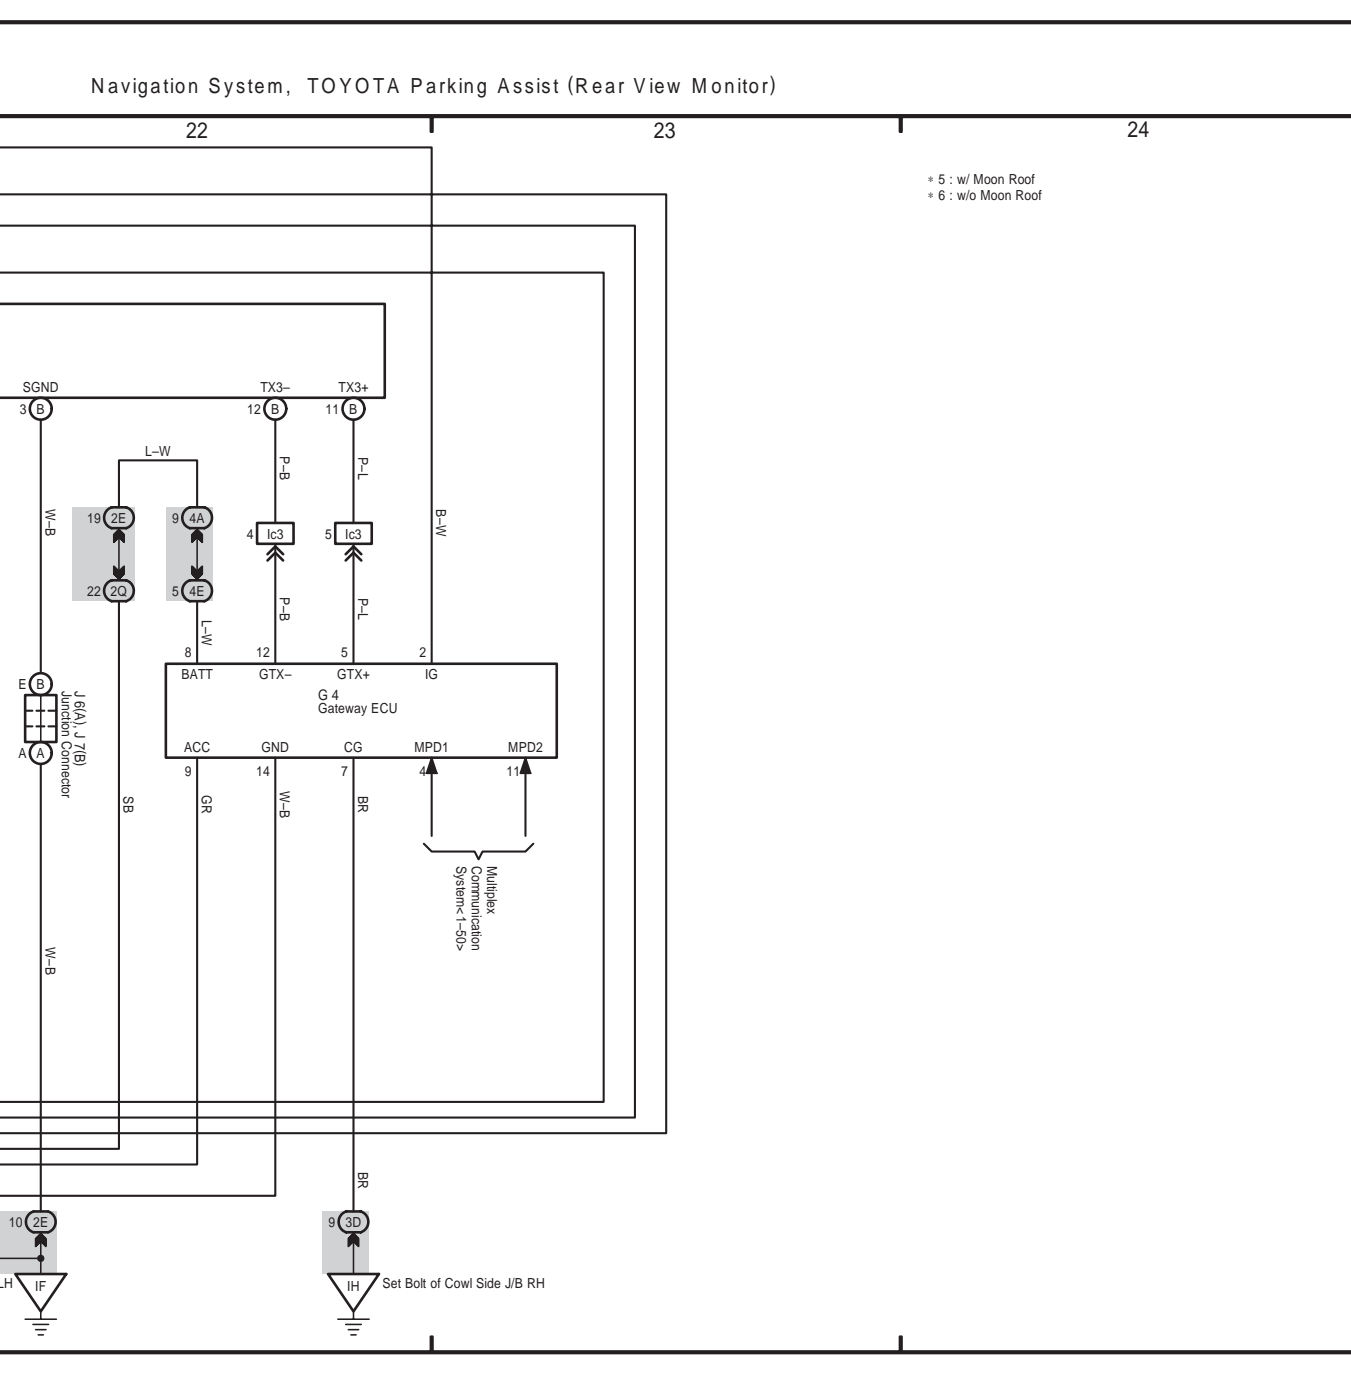 Navigation System, TOYOTA Parking Assist (Rear View Monitor)
22
23
24
* 5 : w/ Moon Roof
* 6 : w/o Moon Roof
SGND
TX3–
TX3+
3 B
12 B
11 B
L–W
P–B
P–L
W–B
B–W
19 2E
9 4A
4 Ic3
5 Ic3
22 2Q
5 4E
P–B
P–L
L–W
8
12
5
2
BATT
GTX–
GTX+
IG
G 4
Gateway ECU
E B
J 6(A), J 7(B)
Junction Connector
A A
ACC
GND
CG
MPD1
MPD2
9
14
7
4
11
SB
GR
W–B
BR
Multiplex
Communication
System<1–50>
W–B
BR
10 2E
9 3D
LH
IF
IH
Set Bolt of Cowl Side J/B RH